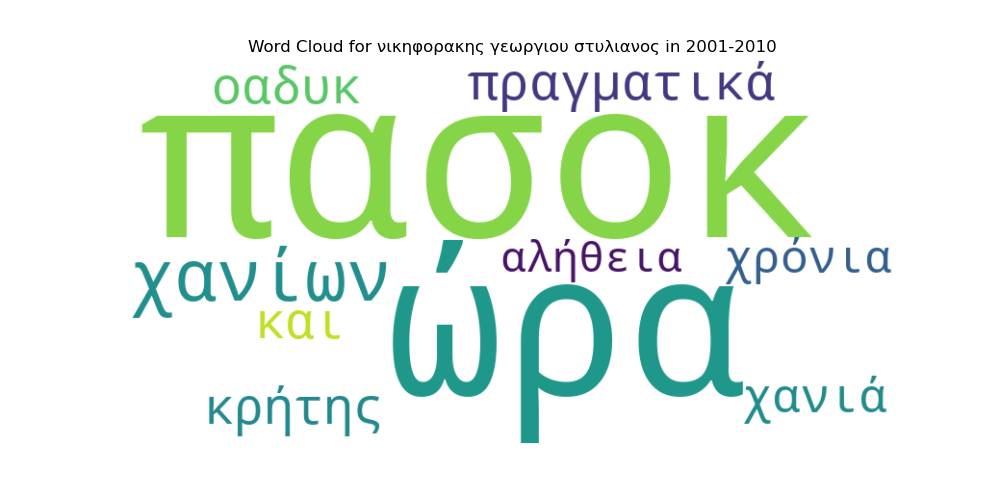 Word Cloud for νικηφορακης γεωργιου στυλιανος in 2001-2010
οαδυκ
πραγματικά
πασοκ
χανίων
αλήθεια
χρόνια
ώρα
και
κρήτης
χανιά